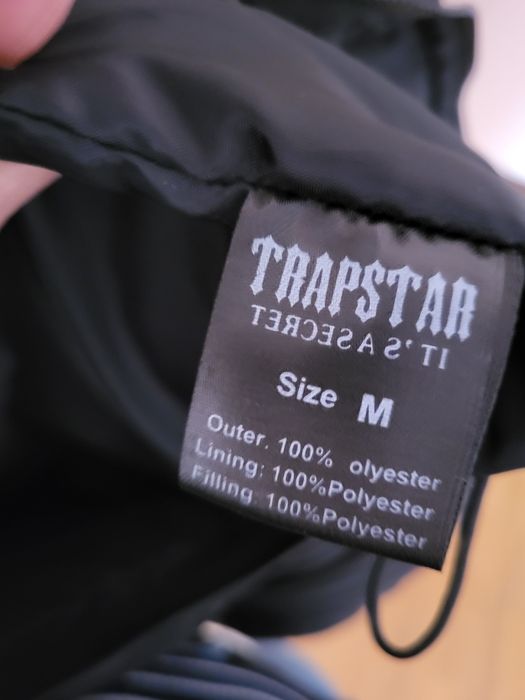 TRAPSTAR
IT'S A SECRET
Size M
Outer. 100% olyester
Lining: 100%Polyester
Filling: 100%Polyester